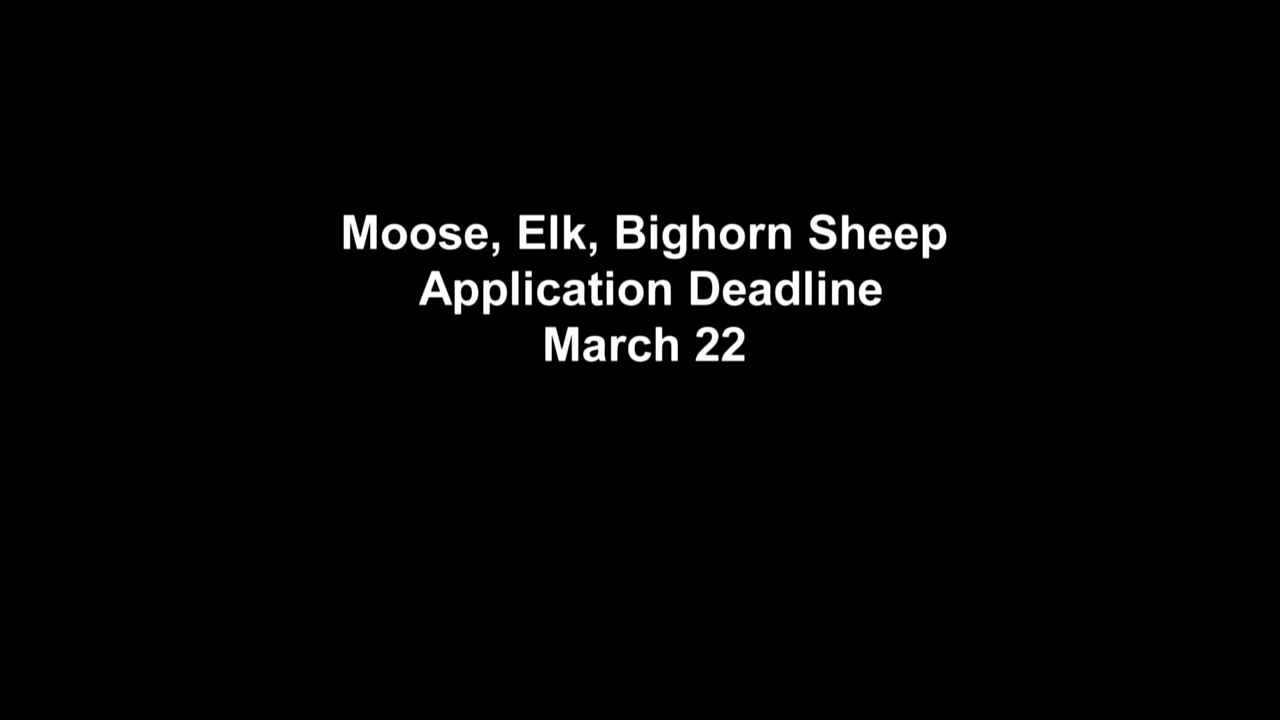 Moose, Elk, Bighorn Sheep
Application Deadline
March 22